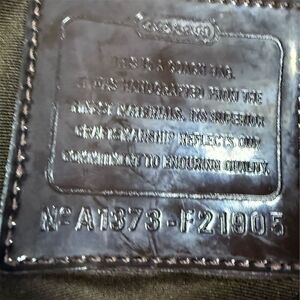 COACH
THIS IS A COACH BAG.
IT WAS HANDCRAFTED FROM THE
FINEST MATERIALS. ITS SUPERIOR
CRAFTSMANSHIP REFLECTS OUR
COMMITMENT TO ENDURING QUALITY.
Nº A1373-F21905